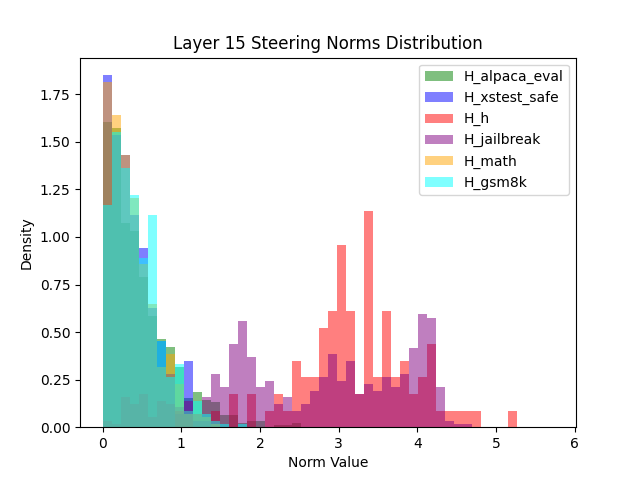 Layer 15 Steering Norms Distribution
H_alpaca_eval
H_xstest_safe
H_h
H_jailbreak
H_math
H_gsm8k
Density
1.75
1.50
1.25
1.00
0.75
0.50
0.25
0.00
0 1 2 3 4 5 6
Norm Value